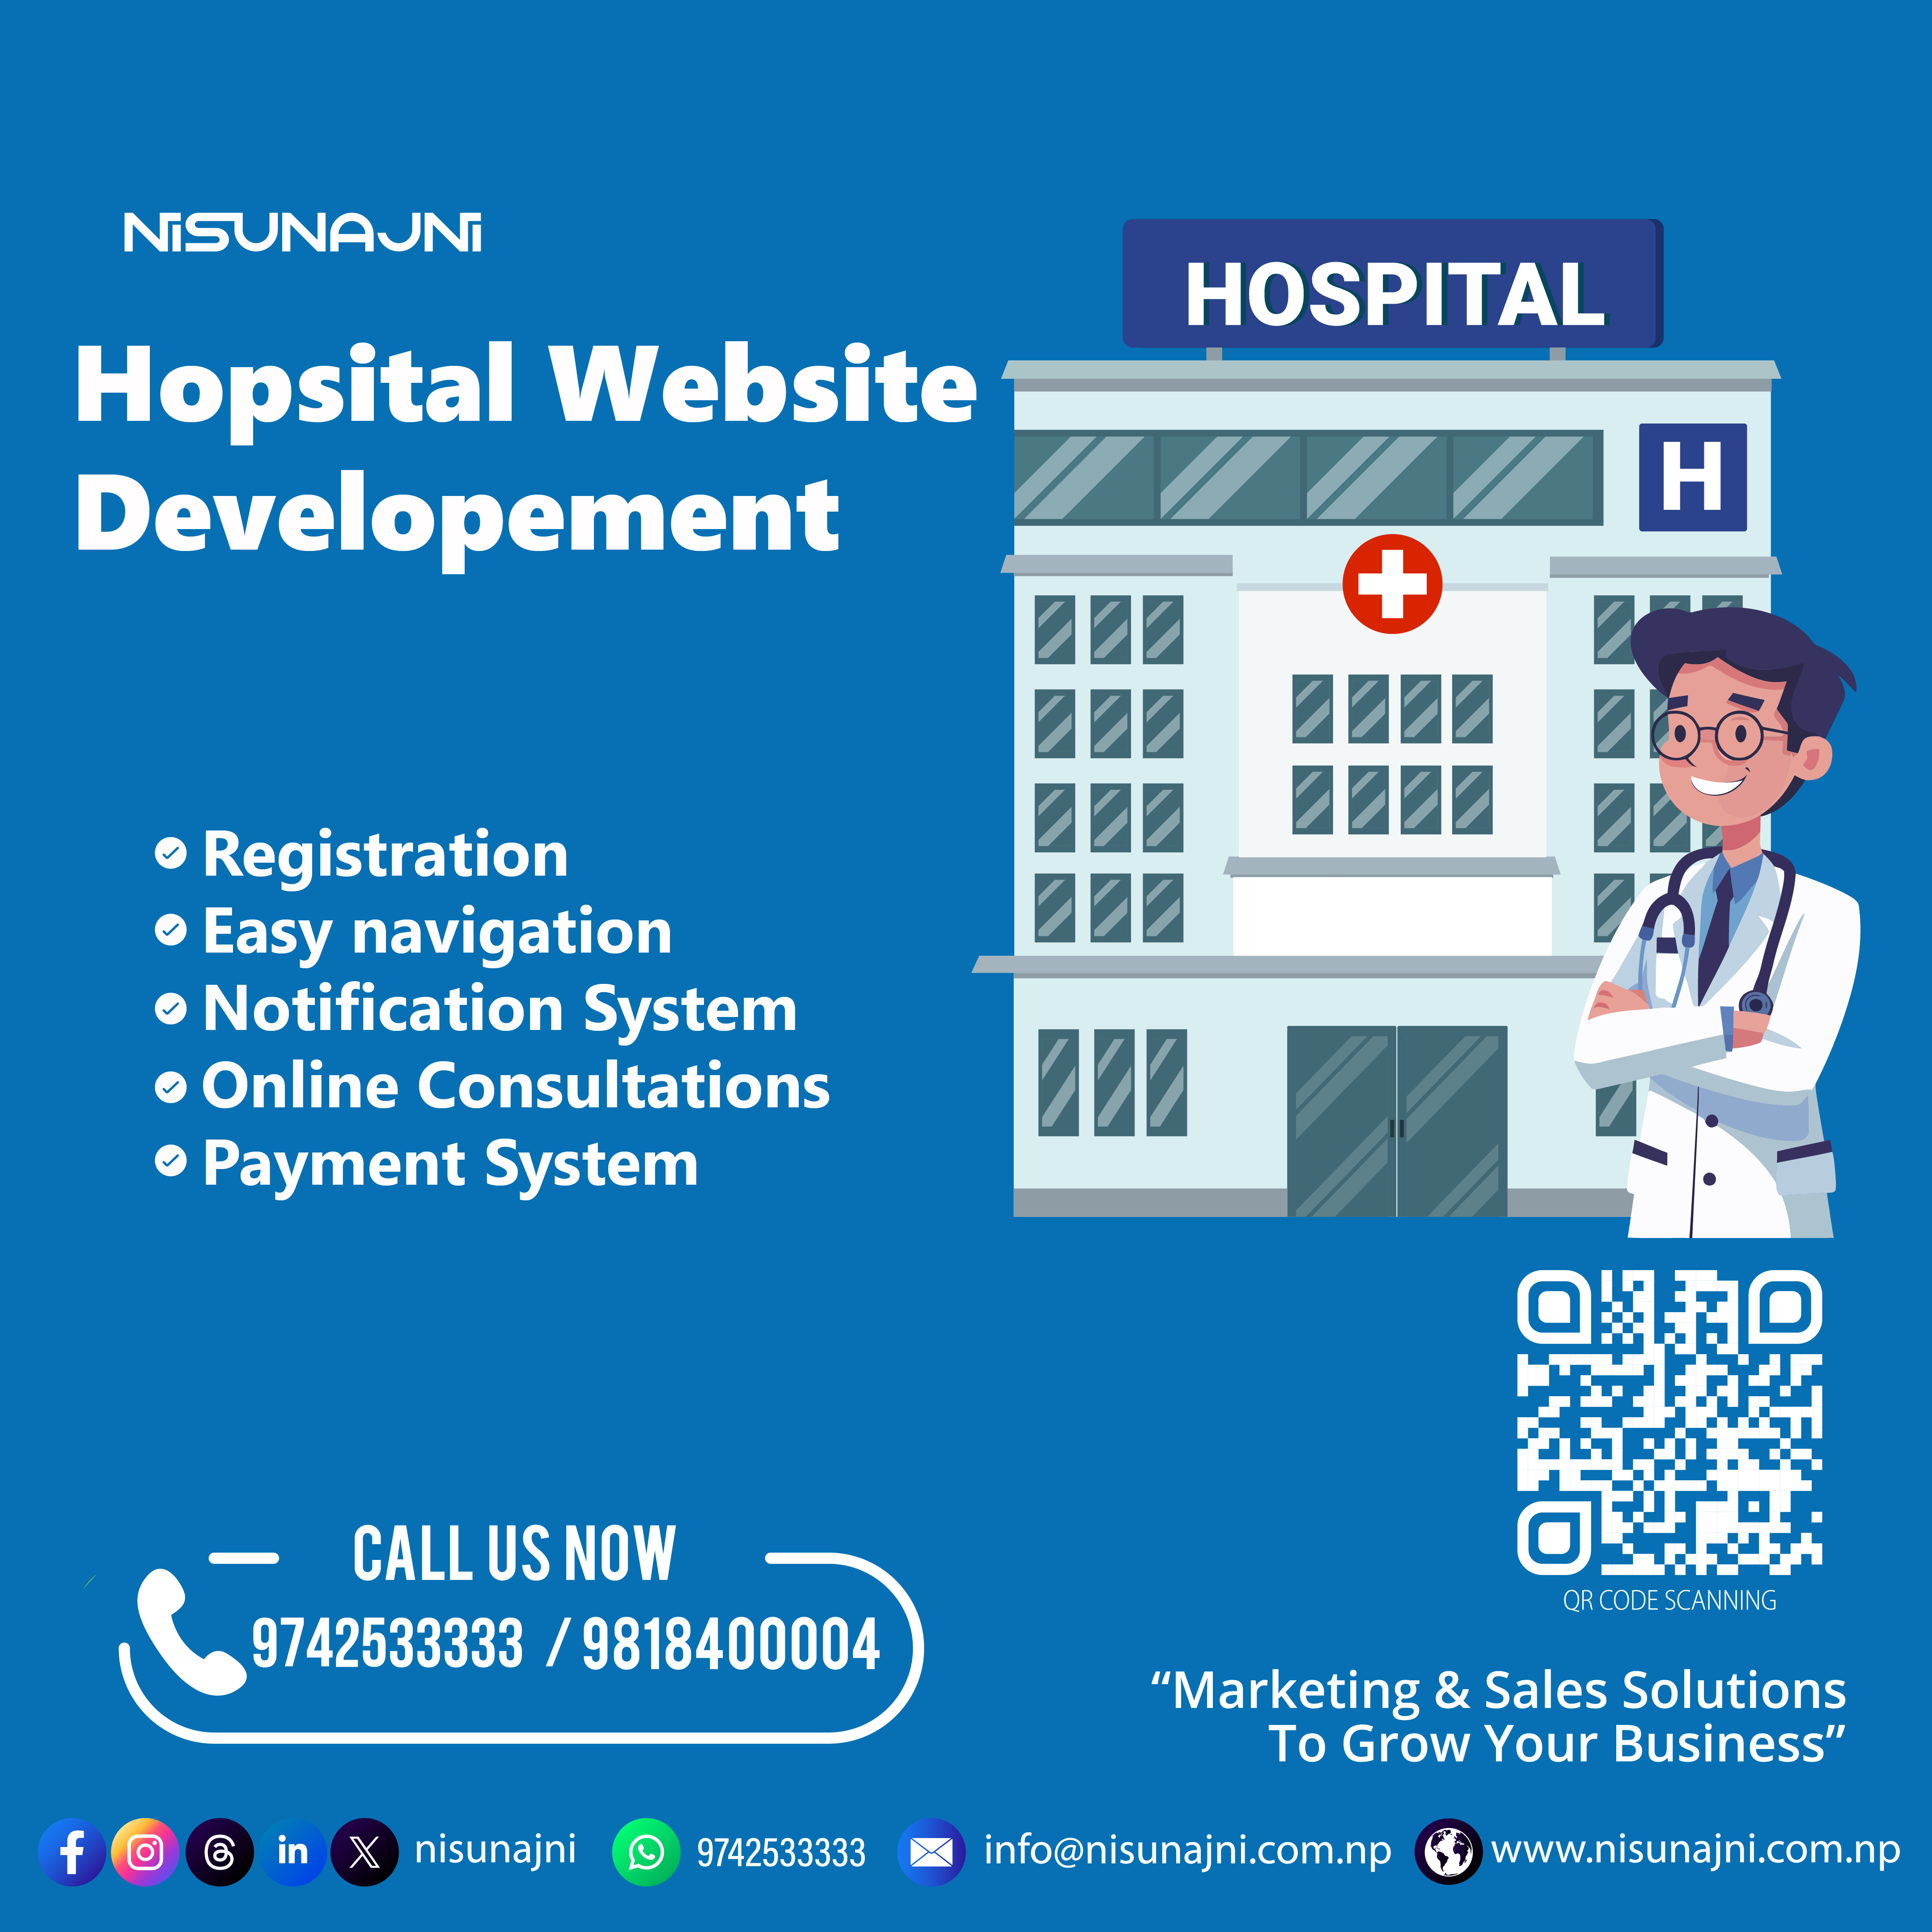 NiSUNAJNi
Hopsital Website
Developement
HOSPITAL
H
Registration
Easy navigation
Notification System
Online Consultations
Payment System
QR CODE SCANNING
CALL US NOW
9742533333 / 9818400004
“Marketing & Sales Solutions
To Grow Your Business”
nisunajni 9742533333 info@nisunajni.com.np www.nisunajni.com.np